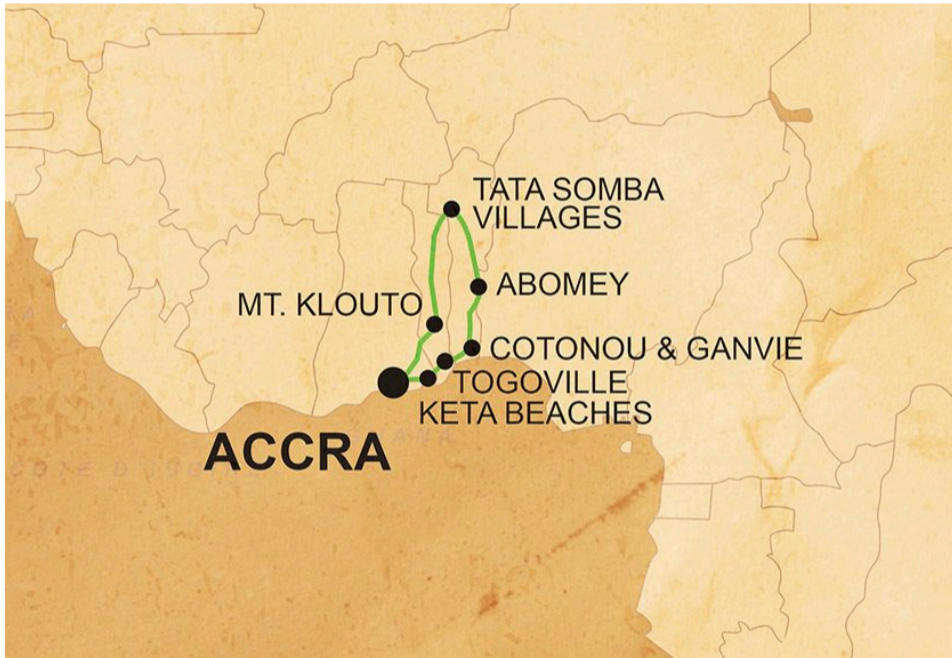 TATA SOMBA
VILLAGES
ABOMEY
MT. KLOUTO
COTONOU & GANVIE
TOGOVILLE
KETA BEACHES
ACCRA